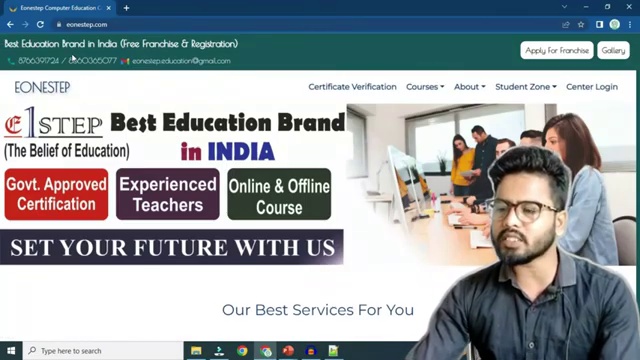 Eonestep Computer Education C
eonestep.com
Best Education Brand in India (Free Franchise & Registration)
8766391724 / 8860365077 eonestep.education@gmail.com
Apply For Franchise
Gallery
EONESTEP
Certificate Verification Courses About Student Zone Center Login
E1STEP
(The Belief of Education)
Best Education Brand
in INDIA
Govt. Approved
Certification
Experienced
Teachers
Online & Offline
Course
SET YOUR FUTURE WITH US
Our Best Services For You
Type here to search